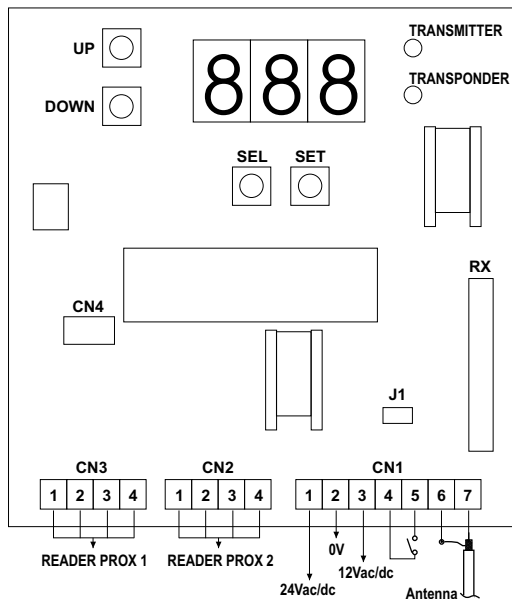 TRANSMITTER
UP
TRANSPONDER
DOWN
888
SEL SET
RX
CN4
J1
CN3 CN2 CN1
1 2 3 4 1 2 3 4 1 2 3 4 5 6 7
READER PROX 1 READER PROX 2 0V
12Vac/dc
24Vac/dc Antenna